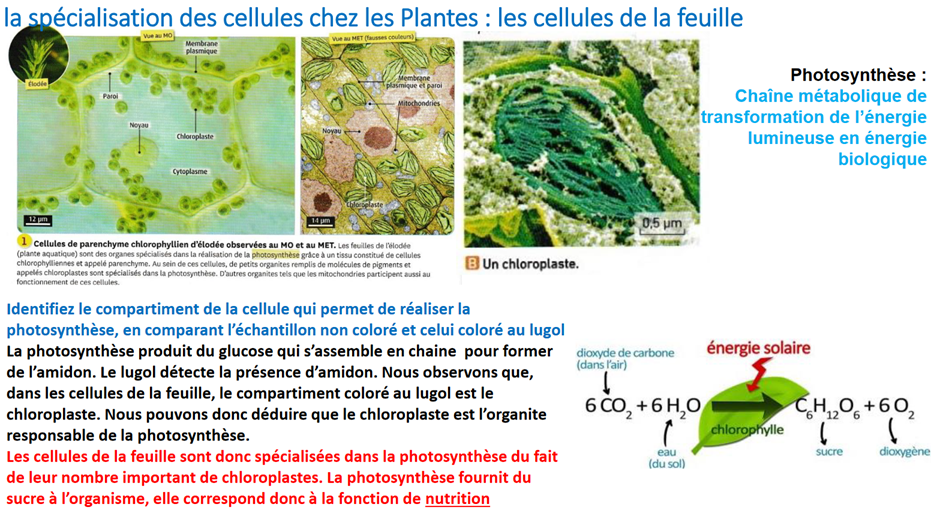 la spécialisation des cellules chez les Plantes : les cellules de la feuille
Vue au MO
Membrane
plasmique
Élodée
Paroi
Noyau
Chloroplaste
Cytoplasme
12 µm
Vue au MET (fausses couleurs)
Membrane
plasmique et paroi
Mitochondries
Noyau
Chloroplaste
14 µm
0,5 µm
B Un chloroplaste.
Photosynthèse :
Chaîne métabolique de
transformation de l'énergie
lumineuse en énergie
biologique
1 Cellules de parenchyme chlorophyllien d'élodée observées au MO et au MET. Les feuilles de l'élodée
(plante aquatique) sont des organes spécialisés dans la réalisation de la photosynthèse grâce à un tissu constitué de cellules
chlorophylliennes et appelé parenchyme. Au sein de ces cellules, de petits organites remplis de molécules de pigments et
appelés chloroplastes sont spécialisés dans la photosynthèse. D'autres organites tels que les mitochondries participent aussi au
fonctionnement de ces cellules.
Identifiez le compartiment de la cellule qui permet de réaliser la
photosynthèse, en comparant l'échantillon non coloré et celui coloré au lugol
La photosynthèse produit du glucose qui s'assemble en chaine pour former
de l'amidon. Le lugol détecte la présence d'amidon. Nous observons que,
dans les cellules de la feuille, le compartiment coloré au lugol est le
chloroplaste. Nous pouvons donc déduire que le chloroplaste est l'organite
responsable de la photosynthèse.
Les cellules de la feuille sont donc spécialisées dans la photosynthèse du fait
de leur nombre important de chloroplastes. La photosynthèse fournit du
sucre à l'organisme, elle correspond donc à la fonction de nutrition
dioxyde de carbone
(dans l'air)
énergie solaire
6 CO₂ + 6 H₂O
C₆H₁₂O₆ + 6 O₂
chlorophylle
eau
(du sol)
sucre
dioxygène